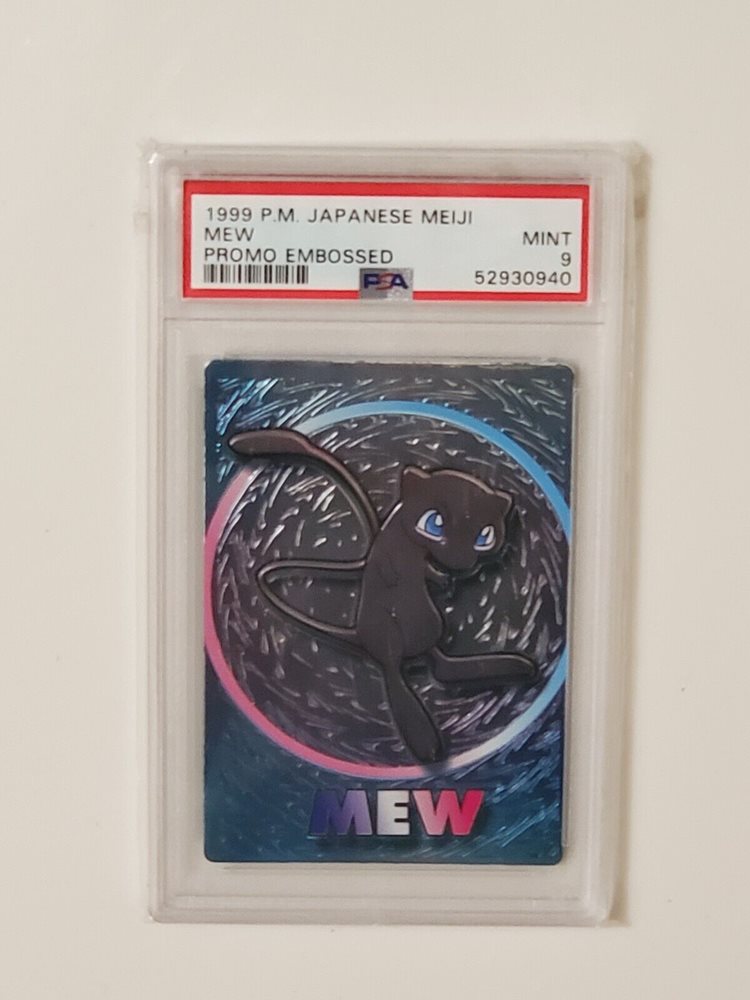 1999 P.M. JAPANESE MEIJI
MEW
MINT
PROMO EMBOSSED
9
PSA
52930940
MEW